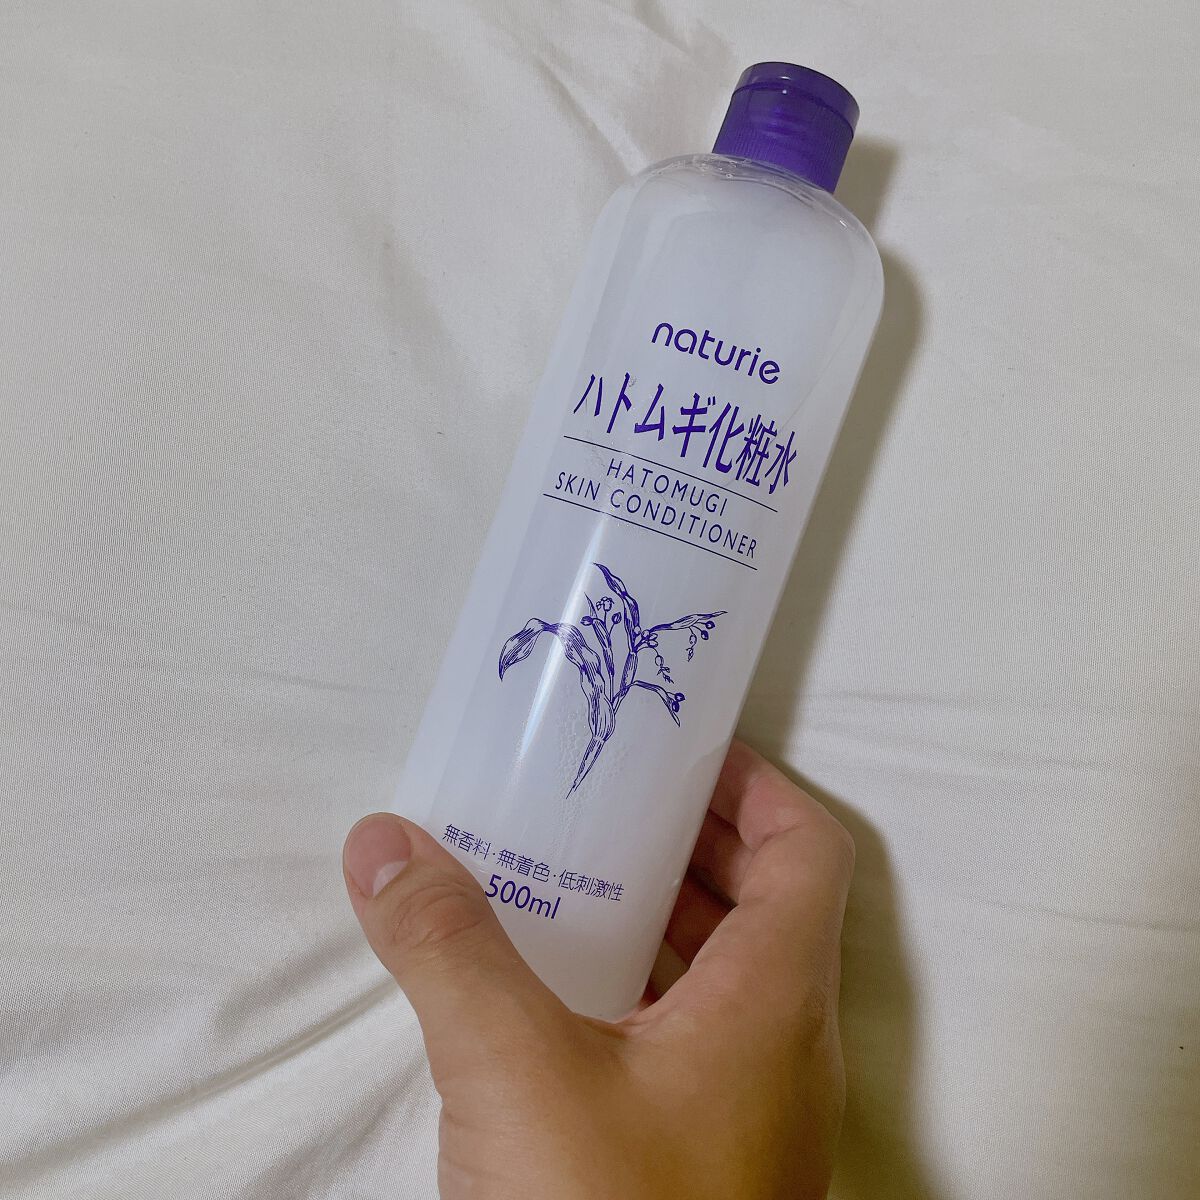 naturie
ハトムギ化粧水
HATOMUGI
SKIN CONDITIONER
無香料・無着色・低刺激性
500ml